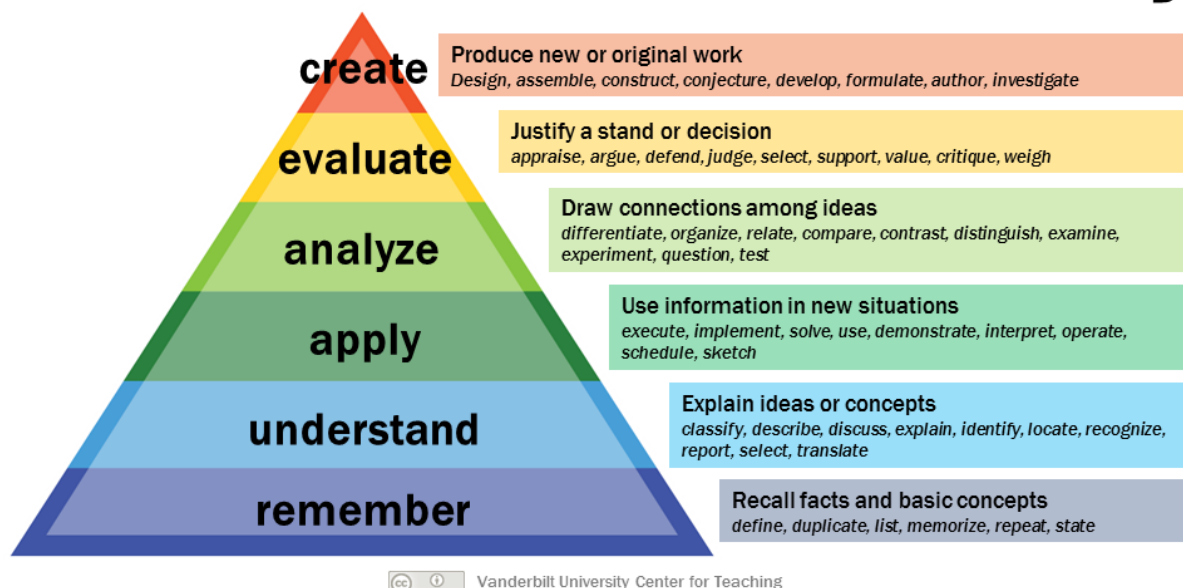 create
Produce new or original work
Design, assemble, construct, conjecture, develop, formulate, author, investigate
evaluate
Justify a stand or decision
appraise, argue, defend, judge, select, support, value, critique, weigh
analyze
Draw connections among ideas
differentiate, organize, relate, compare, contrast, distinguish, examine,
experiment, question, test
apply
Use information in new situations
execute, implement, solve, use, demonstrate, interpret, operate,
schedule, sketch
understand
Explain ideas or concepts
classify, describe, discuss, explain, identify, locate, recognize,
report, select, translate
remember
Recall facts and basic concepts
define, duplicate, list, memorize, repeat, state
cc
Vanderbilt University Center for Teaching